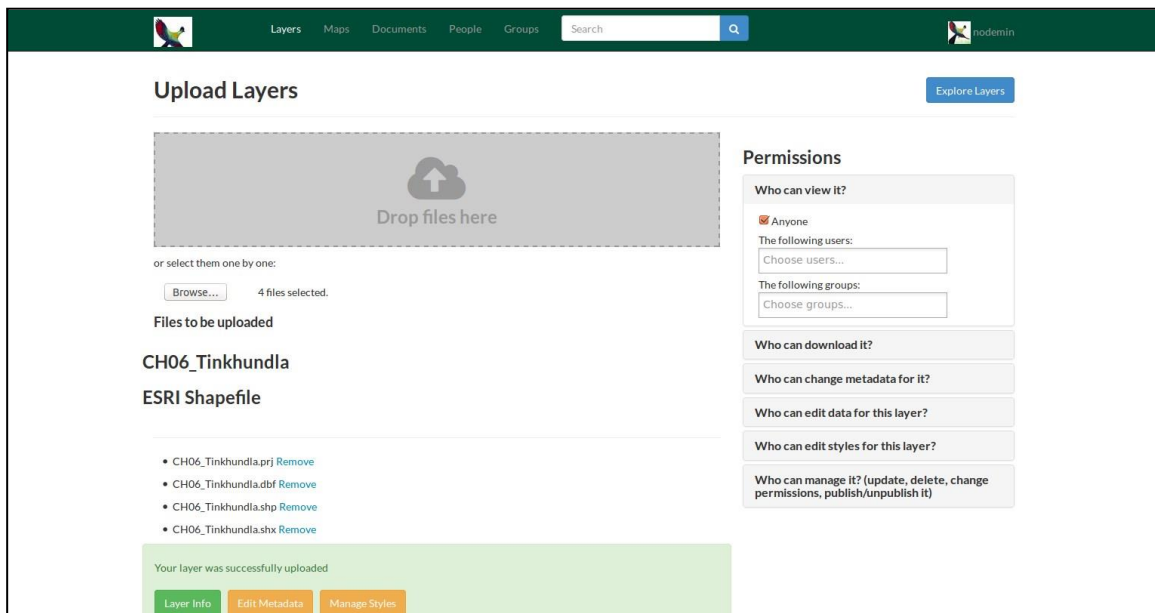 Layers Maps Documents People Groups Search nodemin
Upload Layers
Explore Layers
Drop files here
or select them one by one:
Browse... 4 files selected.
Files to be uploaded
CH06_Tinkhundla
ESRI Shapefile
• CH06_Tinkhundla.prj Remove
• CH06_Tinkhundla.dbf Remove
• CH06_Tinkhundla.shp Remove
• CH06_Tinkhundla.shx Remove
Your layer was successfully uploaded
Layer Info Edit Metadata Manage Styles
Permissions
Who can view it?
Anyone
The following users:
Choose users...
The following groups:
Choose groups...
Who can download it?
Who can change metadata for it?
Who can edit data for this layer?
Who can edit styles for this layer?
Who can manage it? (update, delete, change
permissions, publish/unpublish it)